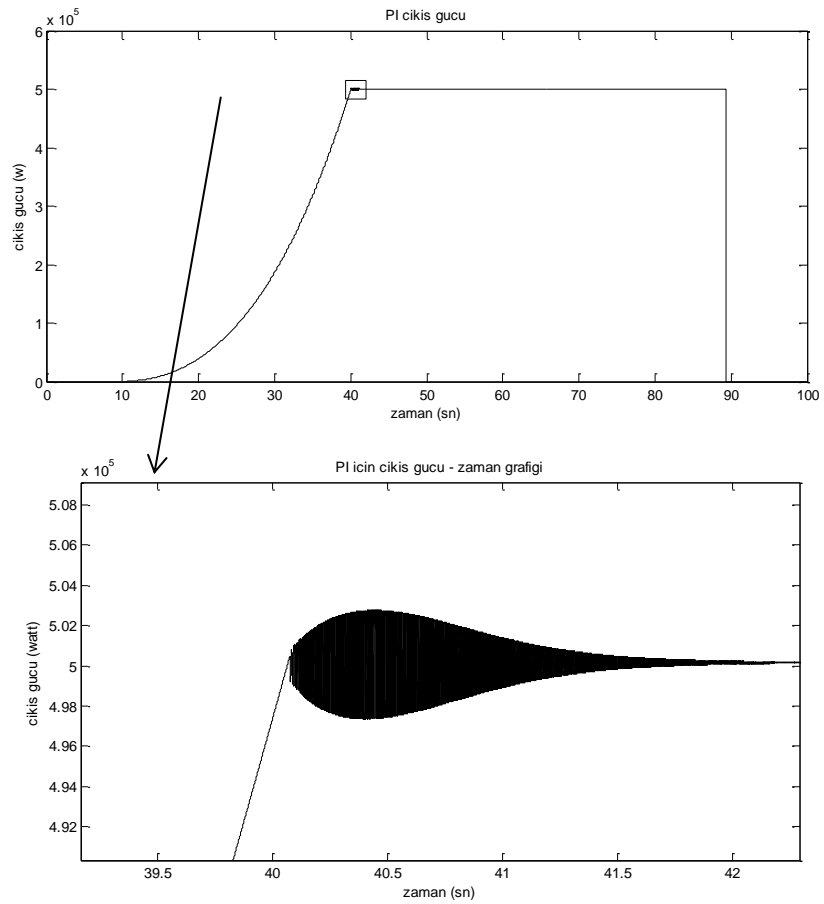 PI cikis gucu
x 10^5
6
5
4
3
2
1
0
cikis gucu (w)
0 10 20 30 40 50 60 70 80 90 100
zaman (sn)
PI icin cikis gucu - zaman grafigi
x 10^5
5.08
5.06
5.04
5.02
5
4.98
4.96
4.94
4.92
cikis gucu (watt)
39.5 40 40.5 41 41.5 42
zaman (sn)